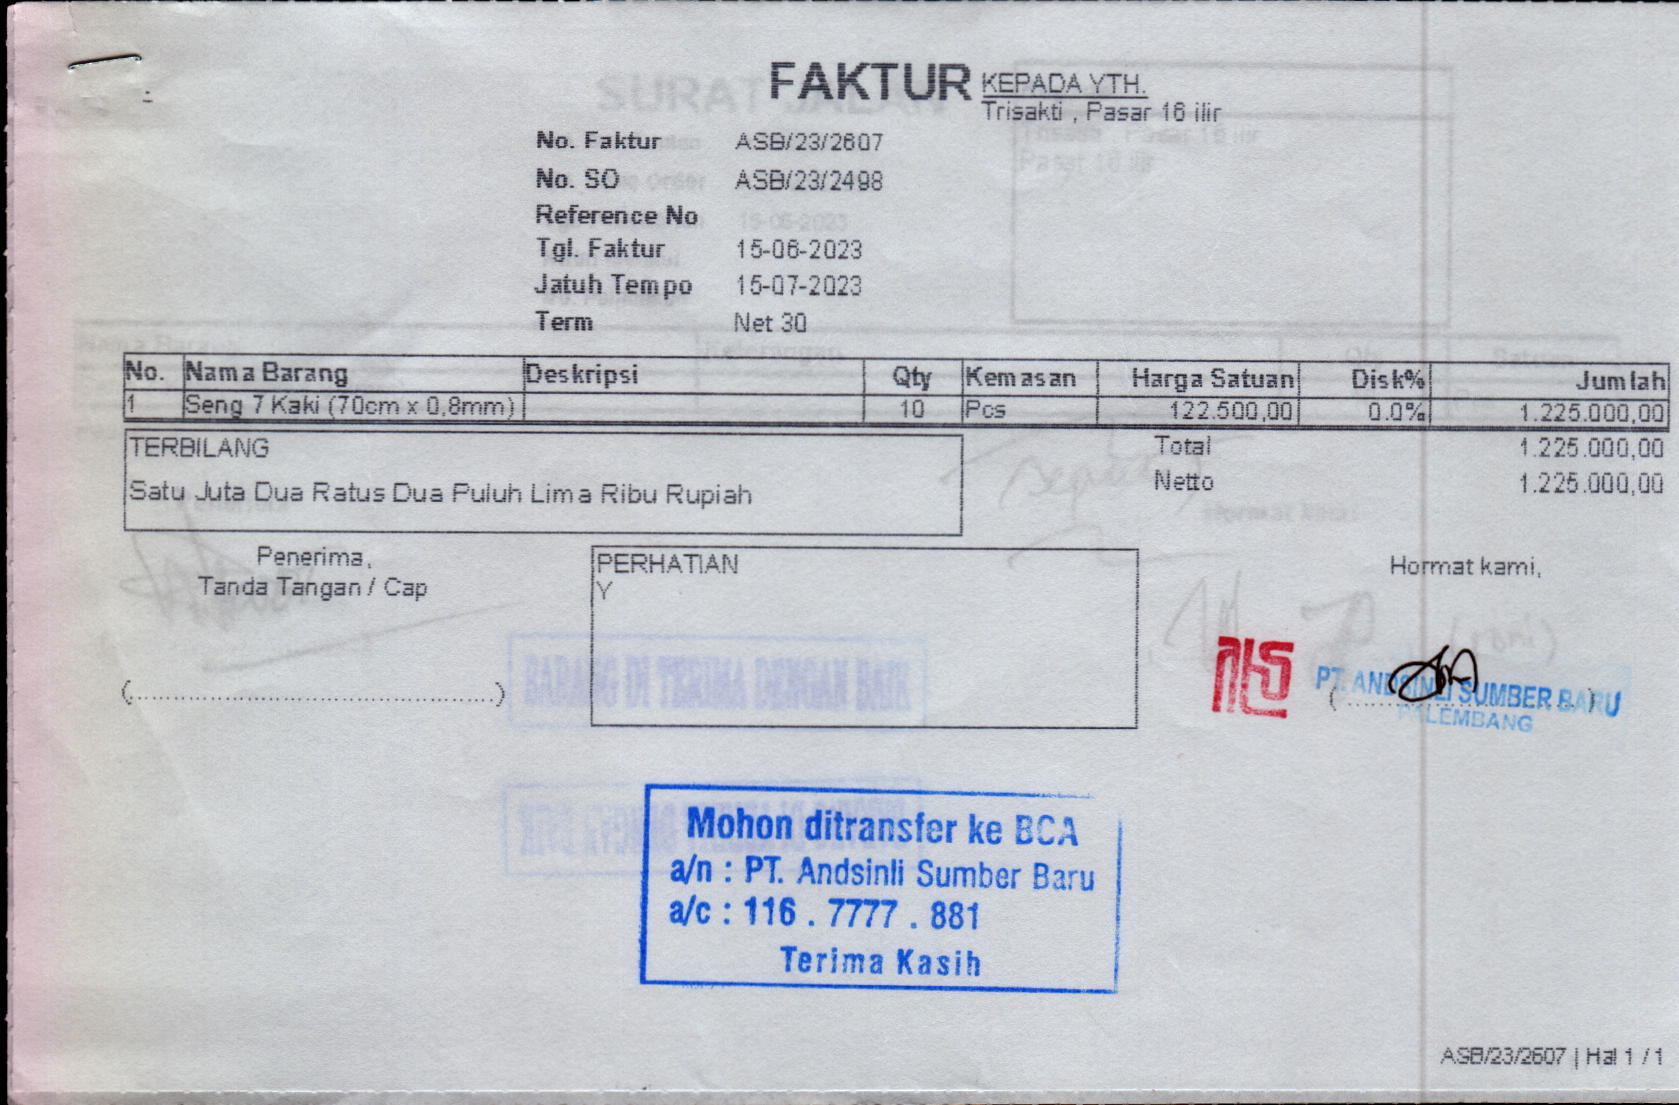 FAKTUR
KEPADA YTH.
Trisakti , Pasar 16 ilir
No. Faktur ASB/23/2607
No. SO ASB/23/2498
Reference No
Tgl. Faktur 15-06-2023
Jatuh Tempo 15-07-2023
Term Net 30
No. Nama Barang Deskripsi Qty Kemasan Harga Satuan Disk% Jumlah
1 Seng 7 Kaki (70cm x 0,8mm) 10 Pcs 122.500,00 0.0% 1.225.000,00
TERBILANG
Satu Juta Dua Ratus Dua Puluh Lima Ribu Rupiah
Total 1.225.000,00
Netto 1.225.000,00
Penerima,
Tanda Tangan / Cap
(..............................................)
PERHATIAN
Y
Hormat kami,
PT. ANDSINLI SUMBER BARU
PALEMBANG
Mohon ditransfer ke BCA
a/n : PT. Andsinli Sumber Baru
a/c : 116 . 7777 . 881
Terima Kasih
ASB/23/2607 | Hal 1 / 1